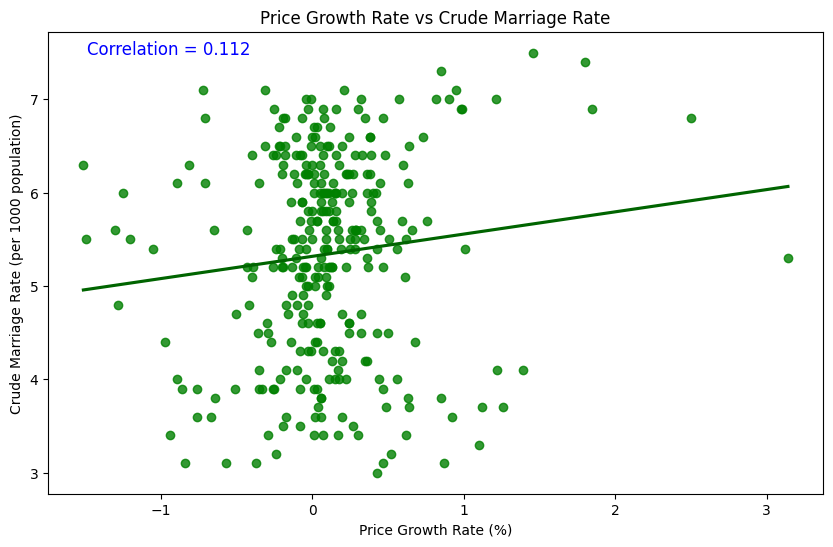 Price Growth Rate vs Crude Marriage Rate
Correlation = 0.112
Crude Marriage Rate (per 1000 population)
7
6
5
4
3
−1
0
1
2
3
Price Growth Rate (%)